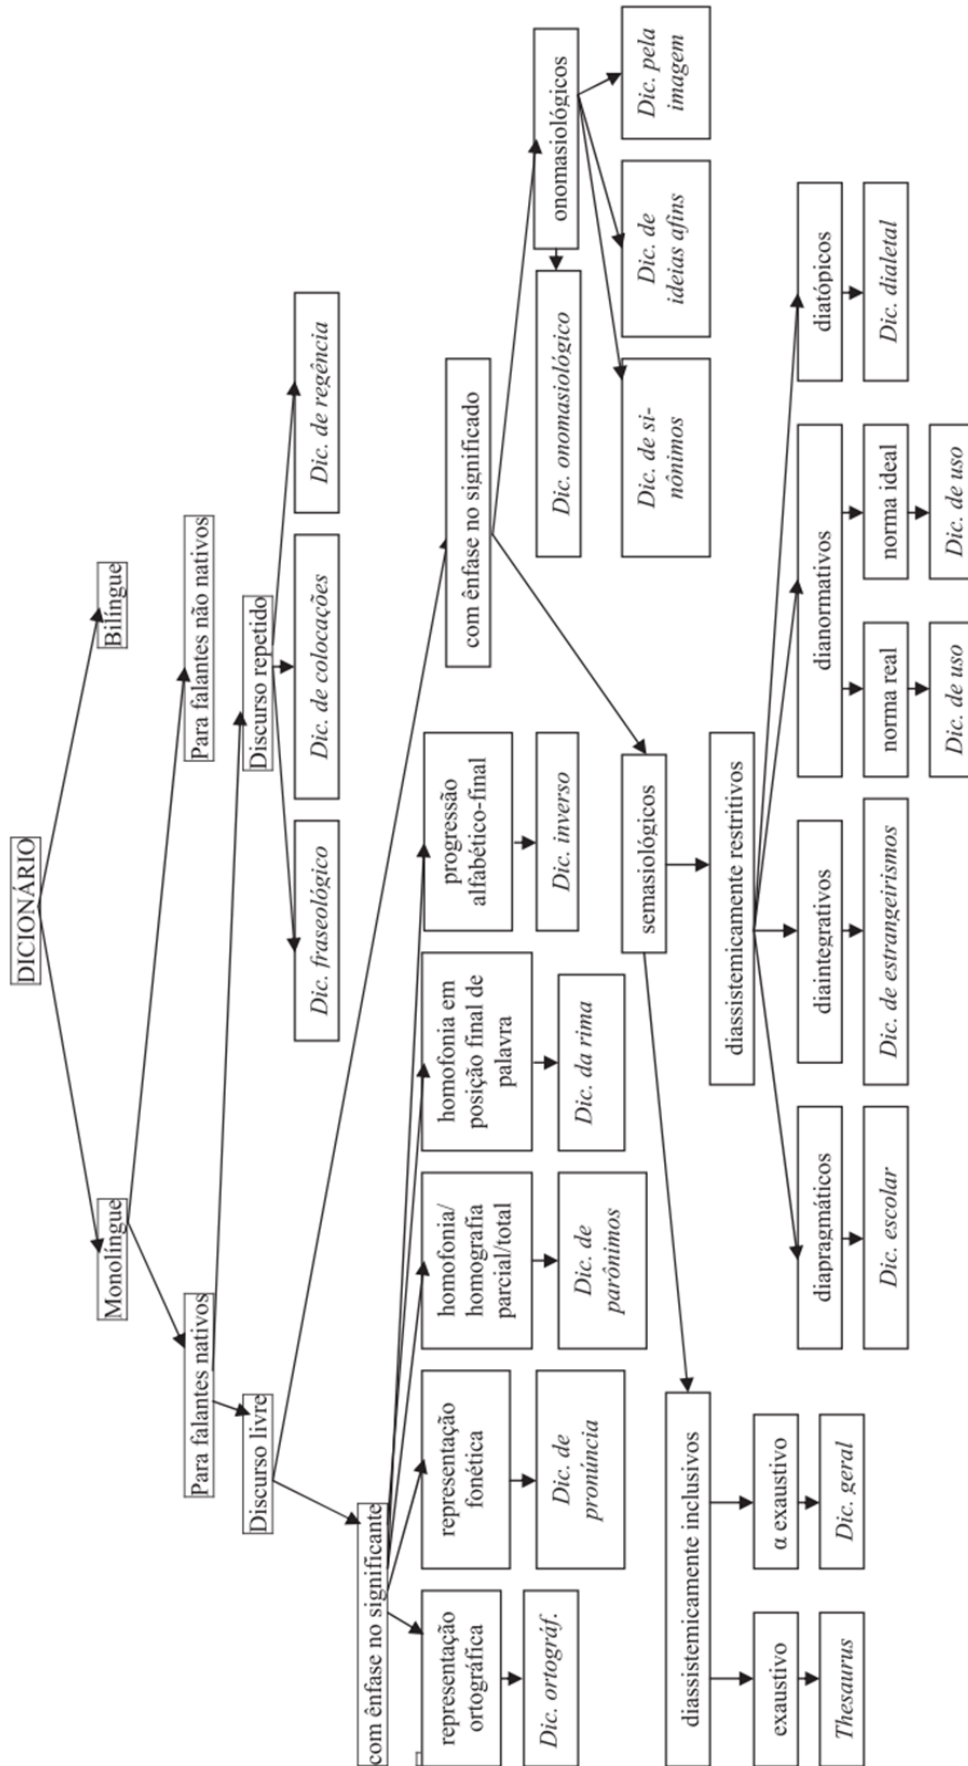 DICIONÁRIO
Monolíngue
Bilíngue
Para falantes nativos
Para falantes não nativos
Discurso livre
Discurso repetido
Dic. fraseológico
Dic. de colocações
Dic. de regência
com ênfase no significante
com ênfase no significado
representação
ortográfica
representação
fonética
homofonia/
homografia
parcial/total
homofonia em
posição final de
palavra
progressão
alfabético-final
Dic. ortográf.
Dic. de
pronúncia
Dic. de
parônimos
Dic. da rima
Dic. inverso
onomasiológicos
Dic. onomasiológico
Dic. de si-
nônimos
Dic. de
ideias afins
Dic. pela
imagem
semasiológicos
diassistemicamente inclusivos
diassistemicamente restritivos
exaustivo
α exaustivo
Thesaurus
Dic. geral
diapragmáticos
diaintegrativos
dianormativos
diatópicos
Dic. escolar
Dic. de estrangeirismos
norma real
norma ideal
Dic. dialetal
Dic. de uso
Dic. de uso